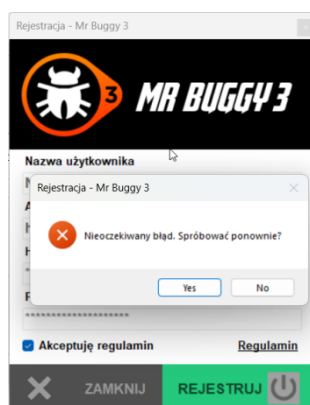 Rejestracja - Mr Buggy 3
3 MR BUGGY 3
Nazwa użytkownika
Rejestracja - Mr Buggy 3
Nieoczekiwany błąd. Spróbować ponownie?
Yes No
********************
Akceptuję regulamin Regulamin
ZAMKNIJ REJESTRUJ